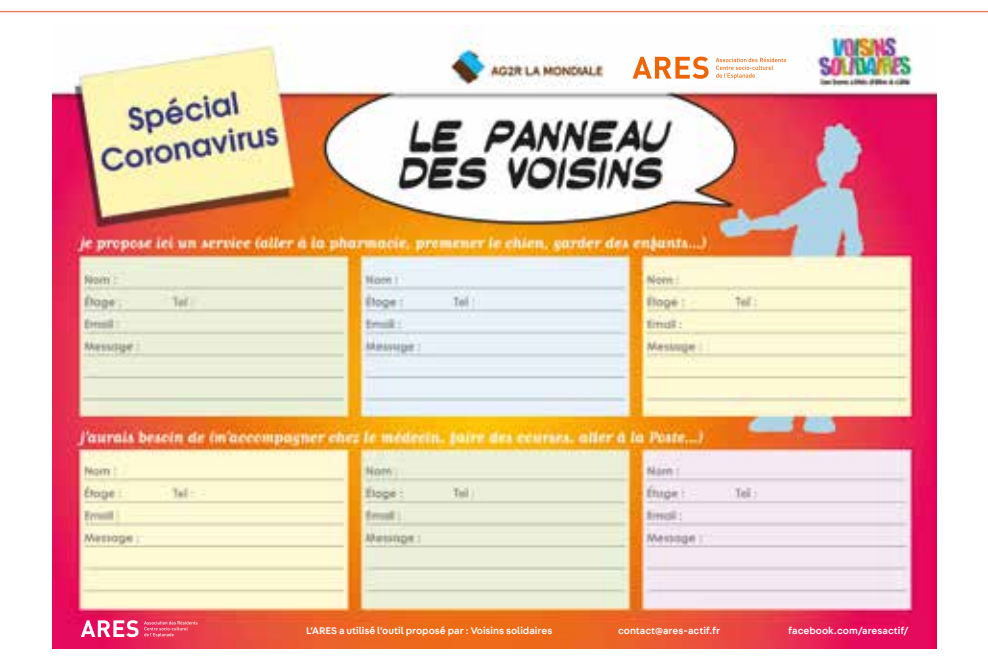 Spécial
Coronavirus
AG2R LA MONDIALE
ARES
Association des Résidents
Centre socio-culturel
de l'Esplanade
VOISINS
SOLIDAIRES
LE PANNEAU
DES VOISINS
je propose ici un service (aller à la pharmacie, promener le chien, garder des enfants...)
Nom :
Étage : Tel :
Email :
Message :
Nom :
Étage : Tel :
Email :
Message :
Nom :
Étage : Tel :
Email :
Message :
j'aurais besoin de (m'accompagner chez le médecin, faire des courses, aller à la Poste...)
Nom :
Étage : Tel :
Email :
Message :
Nom :
Étage : Tel :
Email :
Message :
Nom :
Étage : Tel :
Email :
Message :
ARES
Association des Résidents
Centre socio-culturel
de l'Esplanade
L'ARES a utilisé l'outil proposé par : Voisins solidaires
contact@ares-actif.fr
facebook.com/aresactif/